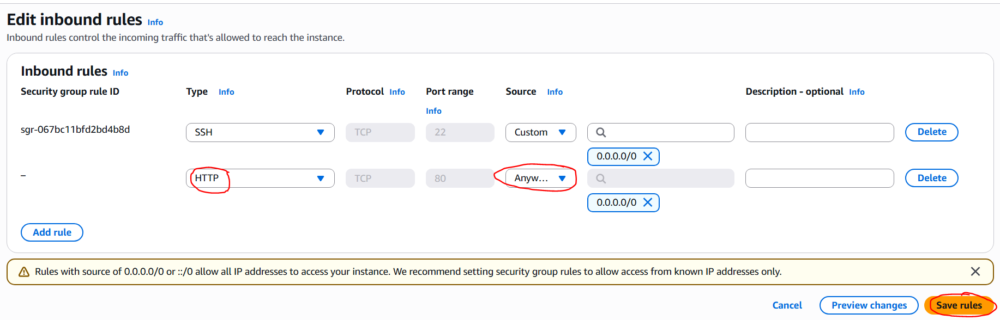 Edit inbound rules Info
Inbound rules control the incoming traffic that's allowed to reach the instance.
Inbound rules Info
Security group rule ID Type Info Protocol Info Port range Info Source Info Description - optional Info
sgr-067bc11bfd2bd4b8d SSH TCP 22 Custom Delete
0.0.0.0/0
– HTTP TCP 80 Anyw... Delete
0.0.0.0/0
Add rule
Rules with source of 0.0.0.0/0 or ::/0 allow all IP addresses to access your instance. We recommend setting security group rules to allow access from known IP addresses only.
Cancel Preview changes Save rules